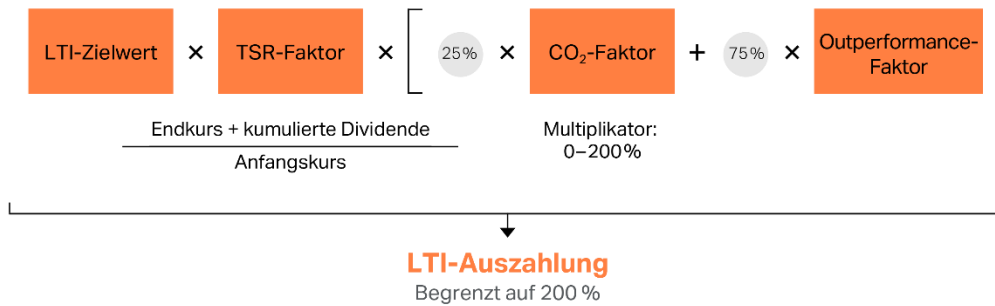 LTI-Zielwert × TSR-Faktor × [ 25% × CO₂-Faktor + 75% × Outperformance-
Faktor
Endkurs + kumulierte Dividende
Anfangskurs
Multiplikator:
0–200%
LTI-Auszahlung
Begrenzt auf 200 %